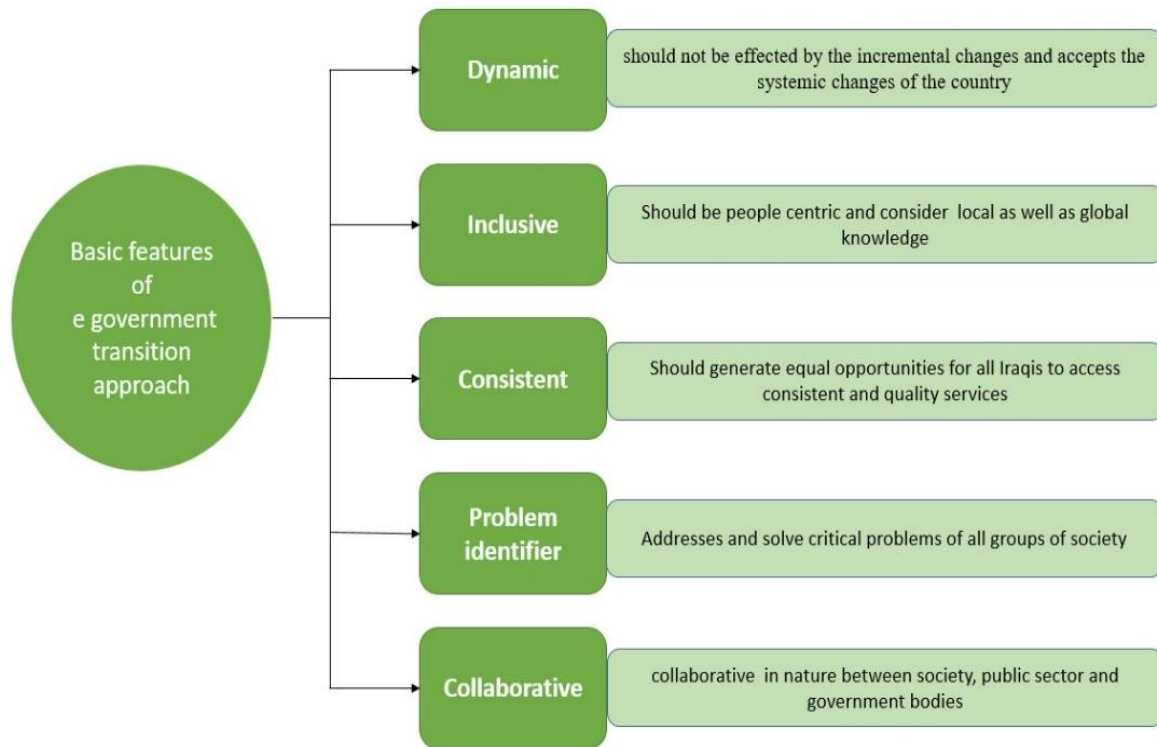 Basic features
of
e government
transition
approach
Dynamic
should not be effected by the incremental changes and accepts the
systemic changes of the country
Inclusive
Should be people centric and consider local as well as global
knowledge
Consistent
Should generate equal opportunities for all Iraqis to access
consistent and quality services
Problem
identifier
Addresses and solve critical problems of all groups of society
Collaborative
collaborative in nature between society, public sector and
government bodies